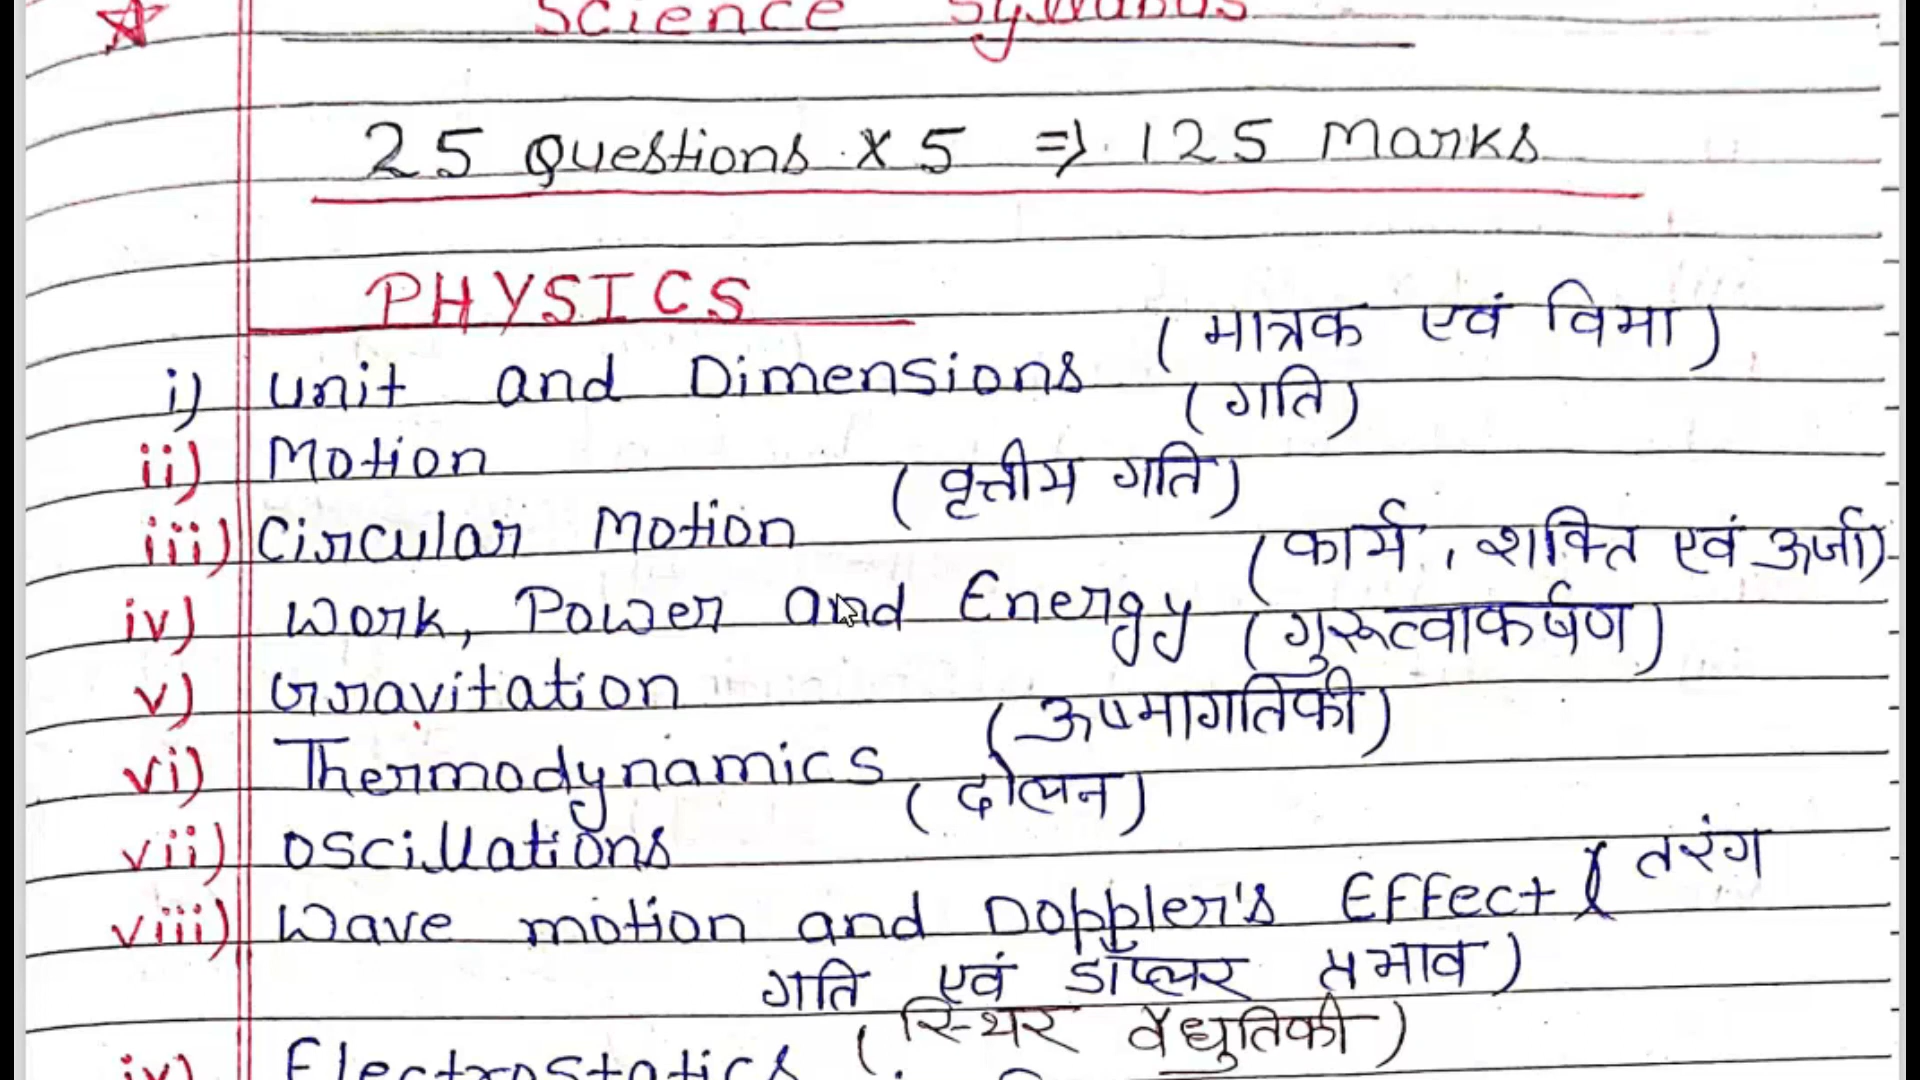 Science Syllabus
25 Questions x 5 ⇒ 125 Marks
PHYSICS
i) Unit and Dimensions (मात्रक एवं विमा)
ii) Motion (गति)
iii) Circular Motion (वृत्तीय गति)
iv) Work, Power and Energy (कार्य, शक्ति एवं ऊर्जा)
v) Gravitation (गुरूत्वाकर्षण)
vi) Thermodynamics (ऊष्मागतिकी)
vii) Oscillations (दोलन)
viii) Wave motion and Doppler's Effect (तरंग
गति एवं डॉप्लर प्रभाव)
Electrostatics (स्थिर वैधुतिकी)